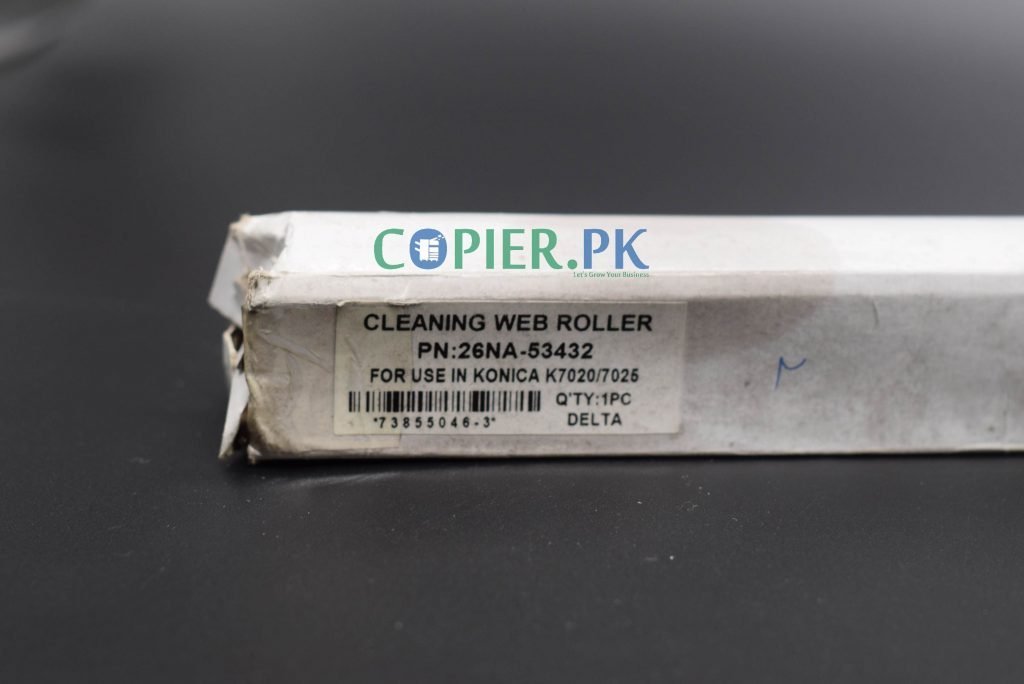 COPIER.PK
Let's Grow Your Business
CLEANING WEB ROLLER
PN:26NA-53432
FOR USE IN KONICA K7020/7025
Q'TY:1PC
*73855046-3*
DELTA